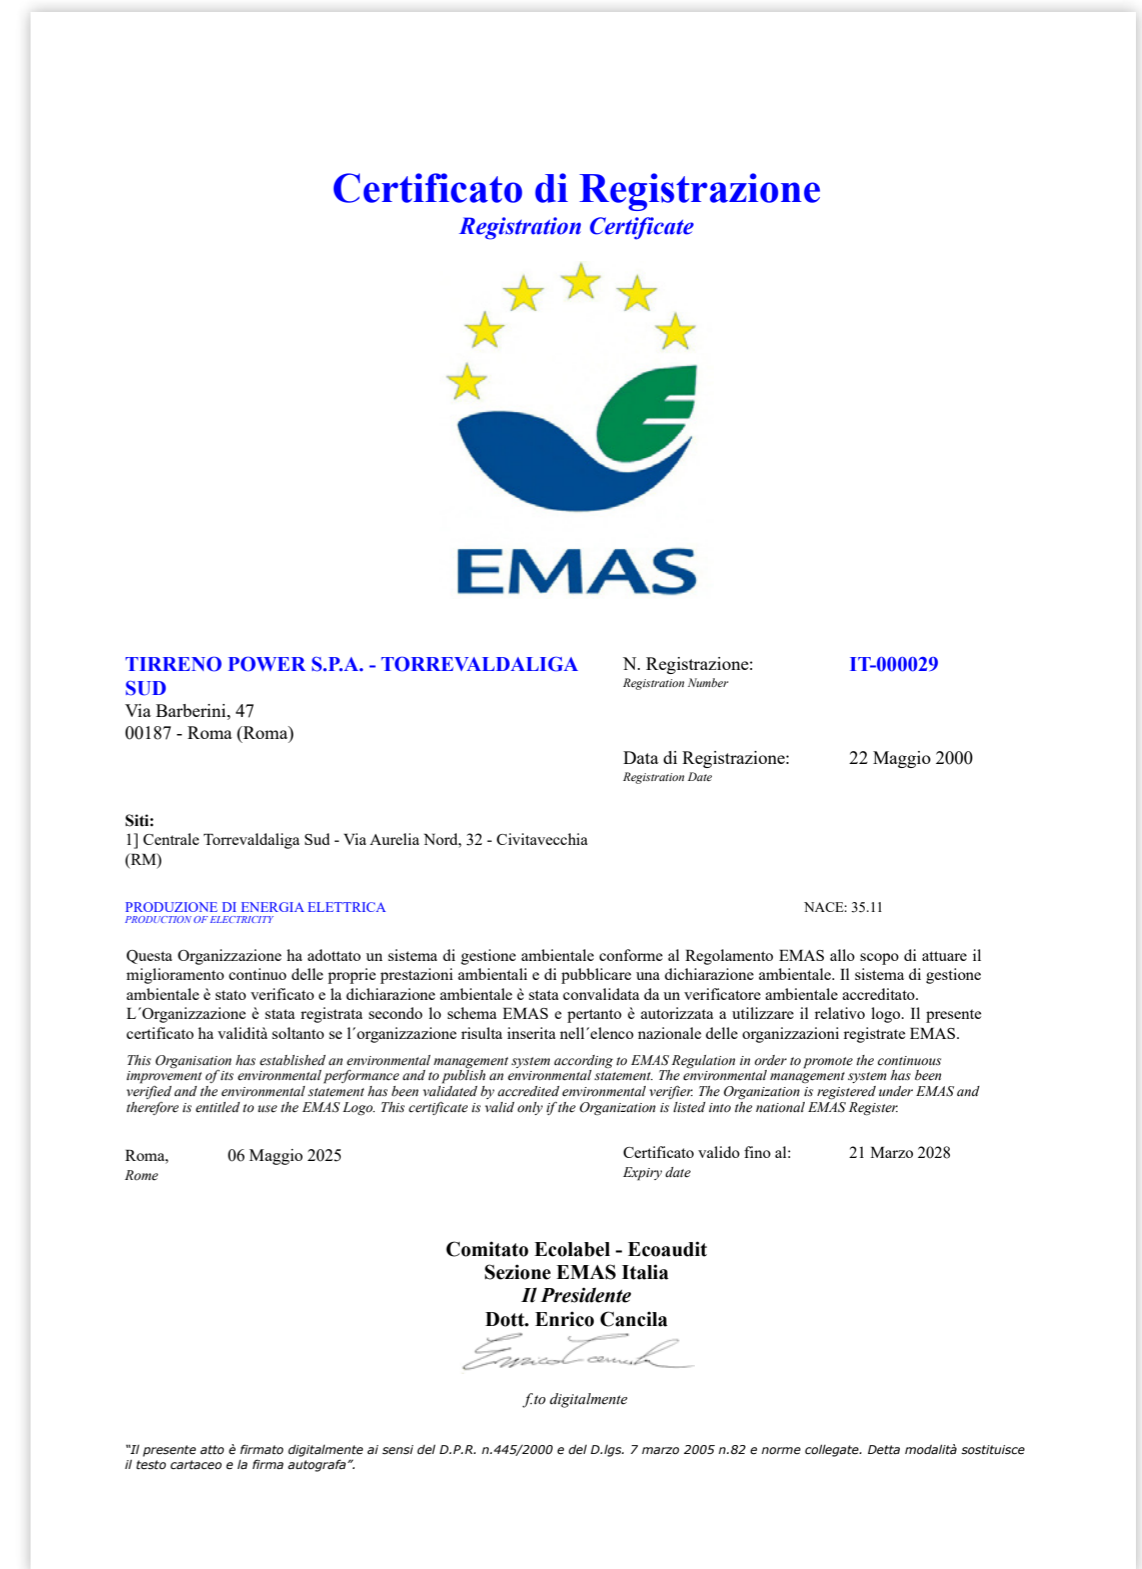 Certificato di Registrazione
Registration Certificate
EMAS
TIRRENO POWER S.P.A. - TORREVALDALIGA
SUD
Via Barberini, 47
00187 - Roma (Roma)
N. Registrazione: IT-000029
Registration Number
Data di Registrazione: 22 Maggio 2000
Registration Date
Siti:
1] Centrale Torrevaldaliga Sud - Via Aurelia Nord, 32 - Civitavecchia
(RM)
PRODUZIONE DI ENERGIA ELETTRICA NACE: 35.11
PRODUCTION OF ELECTRICITY
Questa Organizzazione ha adottato un sistema di gestione ambientale conforme al Regolamento EMAS allo scopo di attuare il
miglioramento continuo delle proprie prestazioni ambientali e di pubblicare una dichiarazione ambientale. Il sistema di gestione
ambientale è stato verificato e la dichiarazione ambientale è stata convalidata da un verificatore ambientale accreditato.
L´Organizzazione è stata registrata secondo lo schema EMAS e pertanto è autorizzata a utilizzare il relativo logo. Il presente
certificato ha validità soltanto se l´organizzazione risulta inserita nell´elenco nazionale delle organizzazioni registrate EMAS.
This Organisation has established an environmental management system according to EMAS Regulation in order to promote the continuous
improvement of its environmental performance and to publish an environmental statement. The environmental management system has been
verified and the environmental statement has been validated by accredited environmental verifier. The Organization is registered under EMAS and
therefore is entitled to use the EMAS Logo. This certificate is valid only if the Organization is listed into the national EMAS Register.
Roma, 06 Maggio 2025
Rome
Certificato valido fino al: 21 Marzo 2028
Expiry date
Comitato Ecolabel - Ecoaudit
Sezione EMAS Italia
Il Presidente
Dott. Enrico Cancila
Enrico Cancila
f.to digitalmente
"Il presente atto è firmato digitalmente ai sensi del D.P.R. n.445/2000 e del D.lgs. 7 marzo 2005 n.82 e norme collegate. Detta modalità sostituisce
il testo cartaceo e la firma autografa".